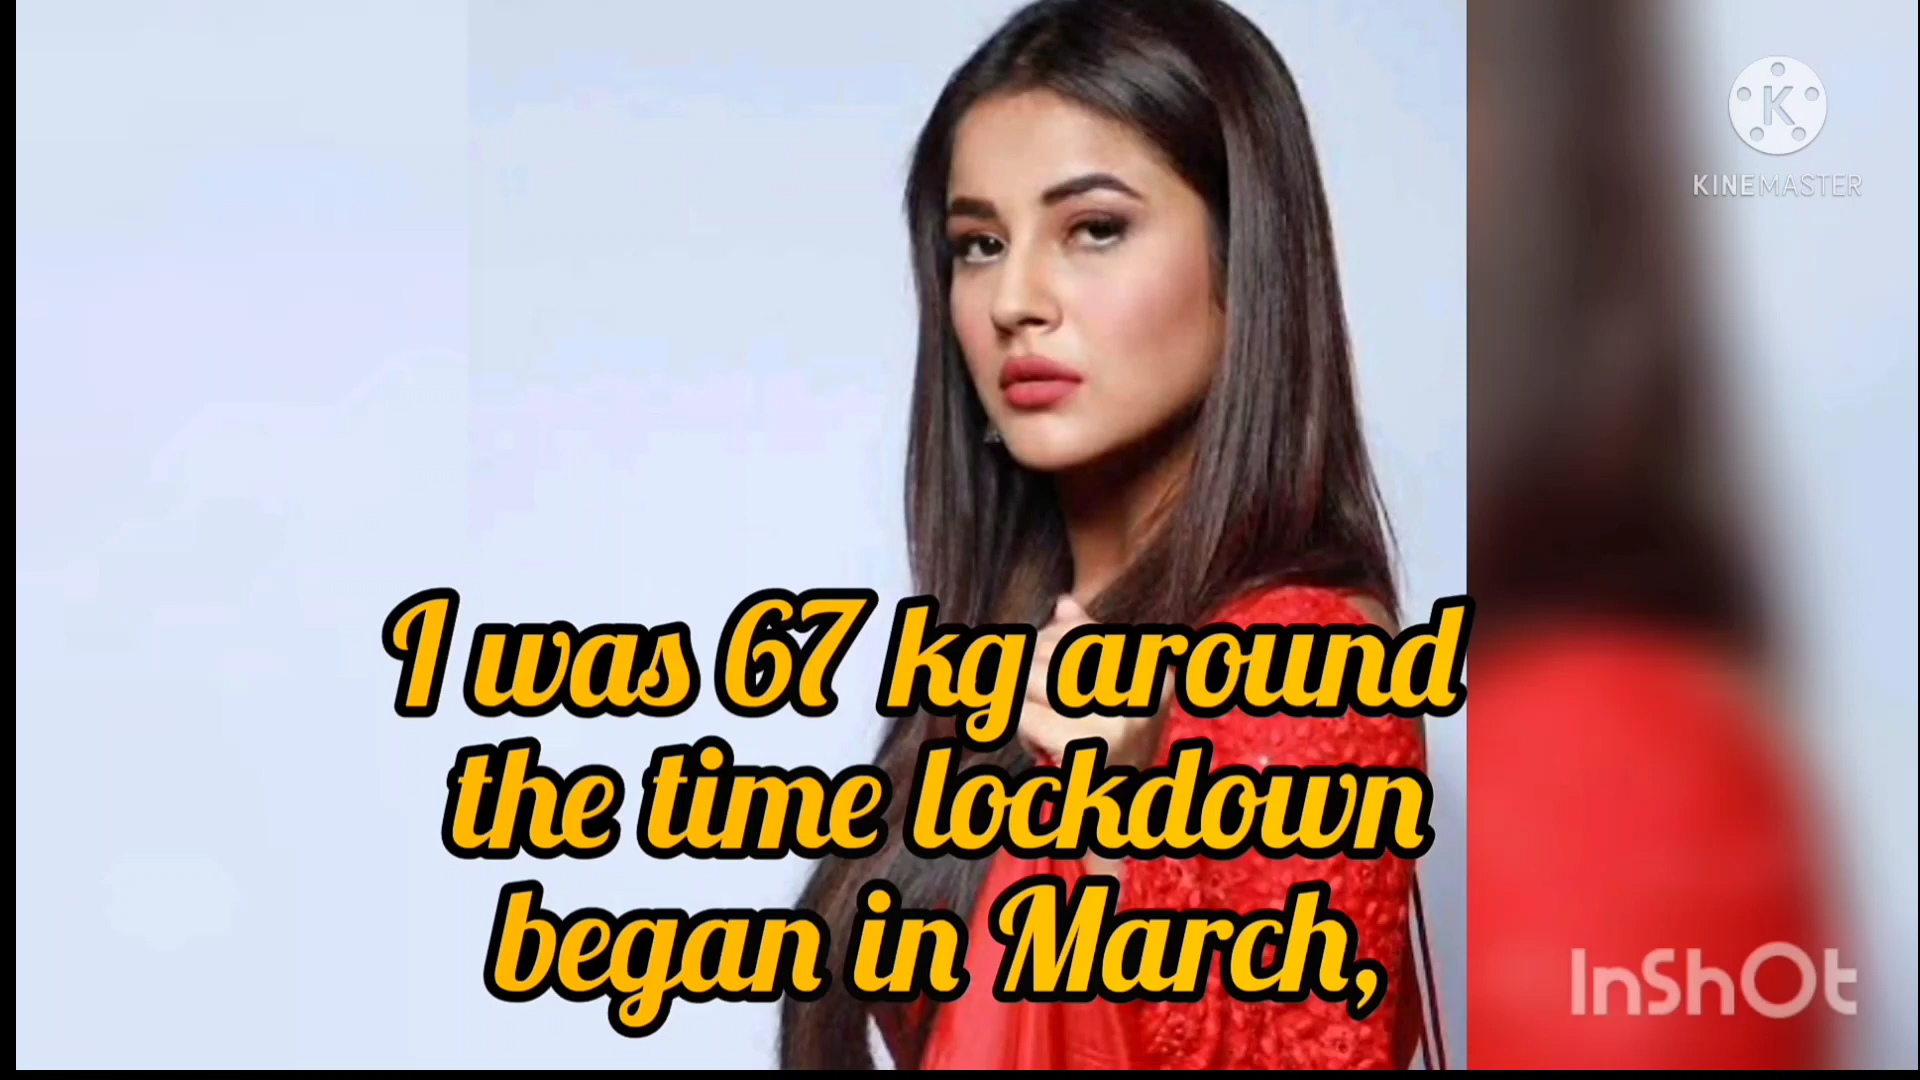 KINEMASTER
I was 67 kg around
the time lockdown
began in March,
InShOt